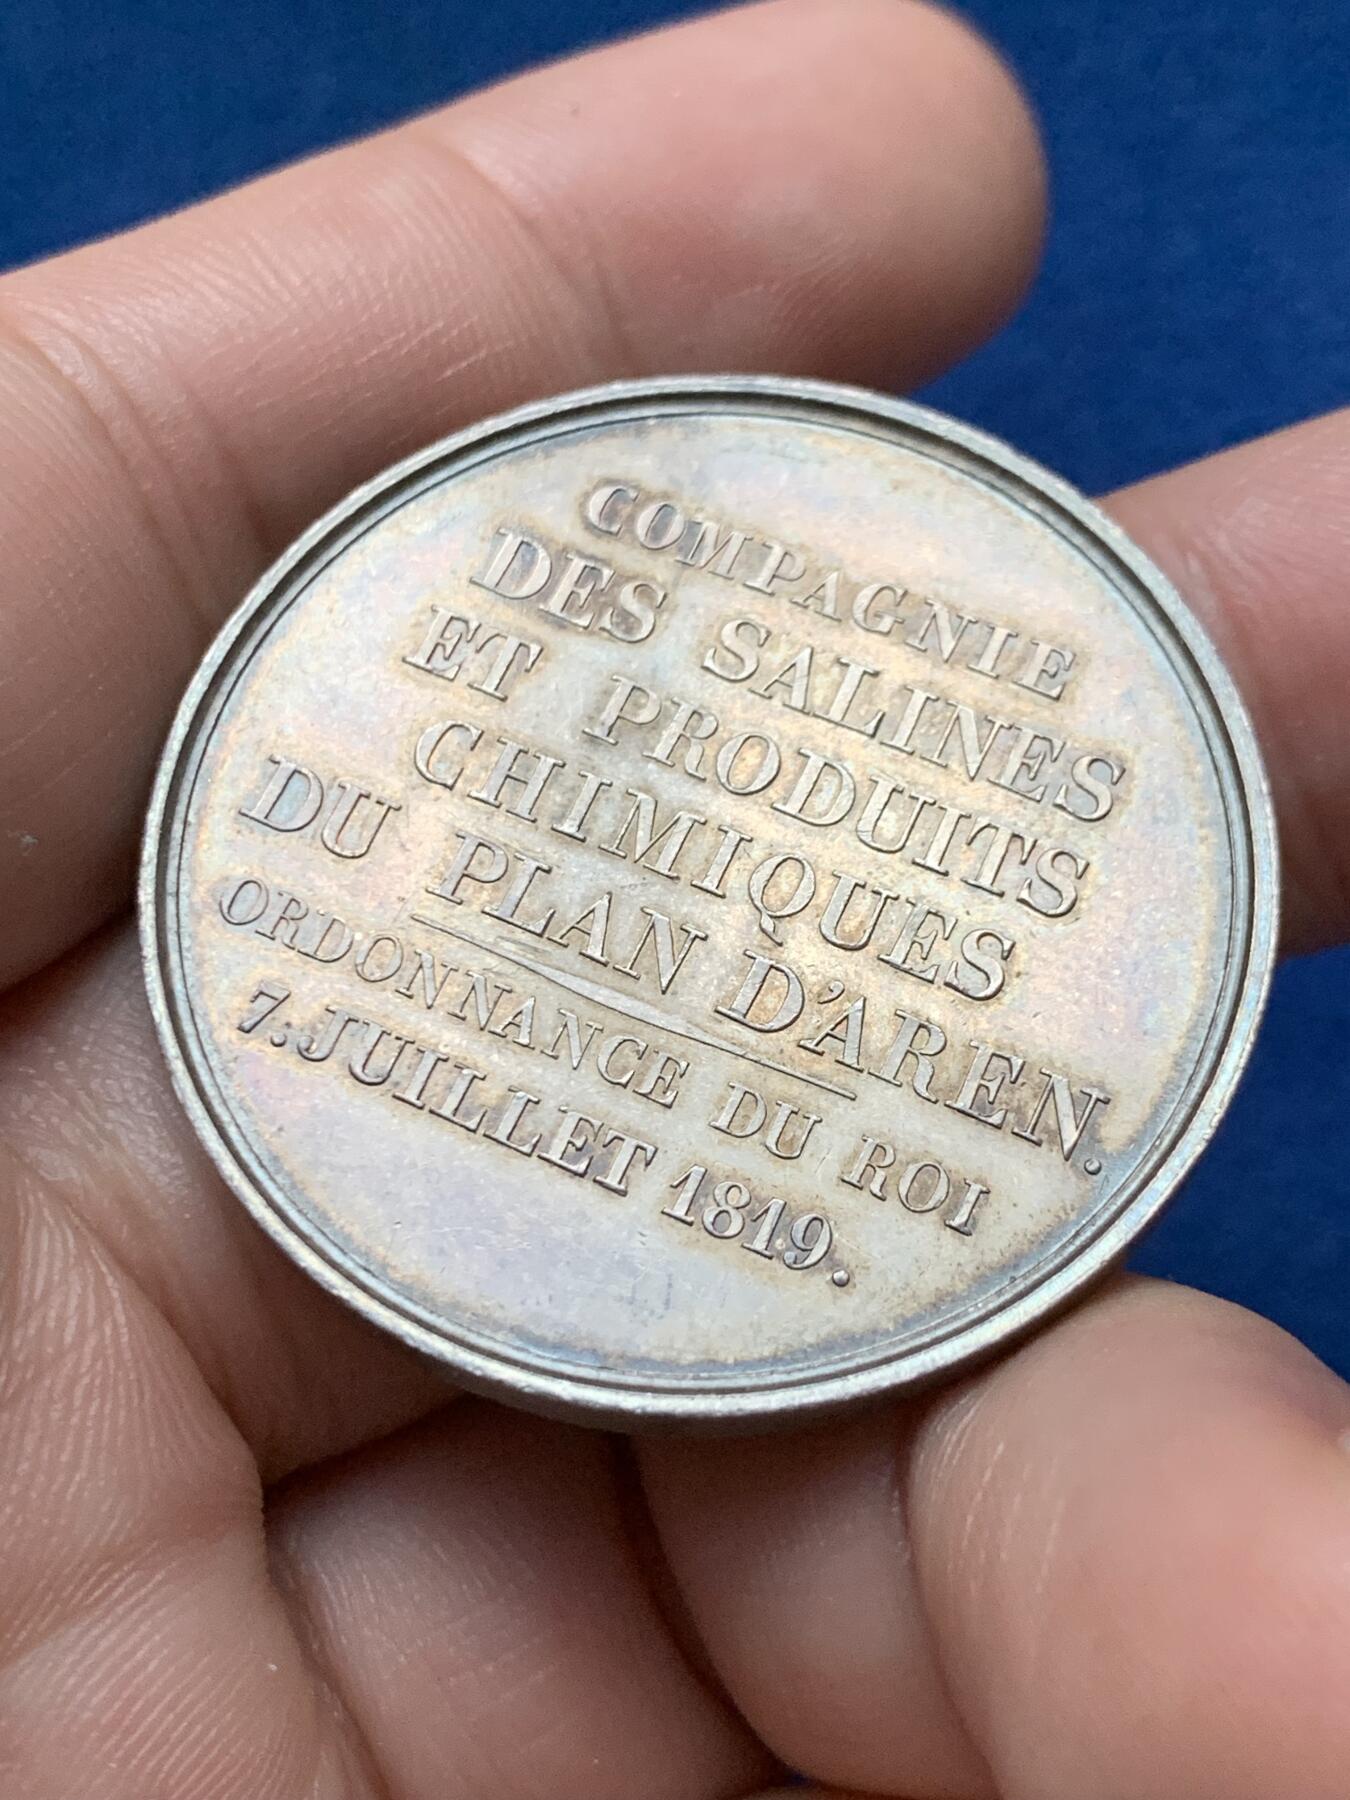 COMPAGNIE
DES SALINES
ET PRODUITS
CHIMIQUES
DU PLAN D'AREN.
ORDONNANCE DU ROI
7. JUILLET 1819.